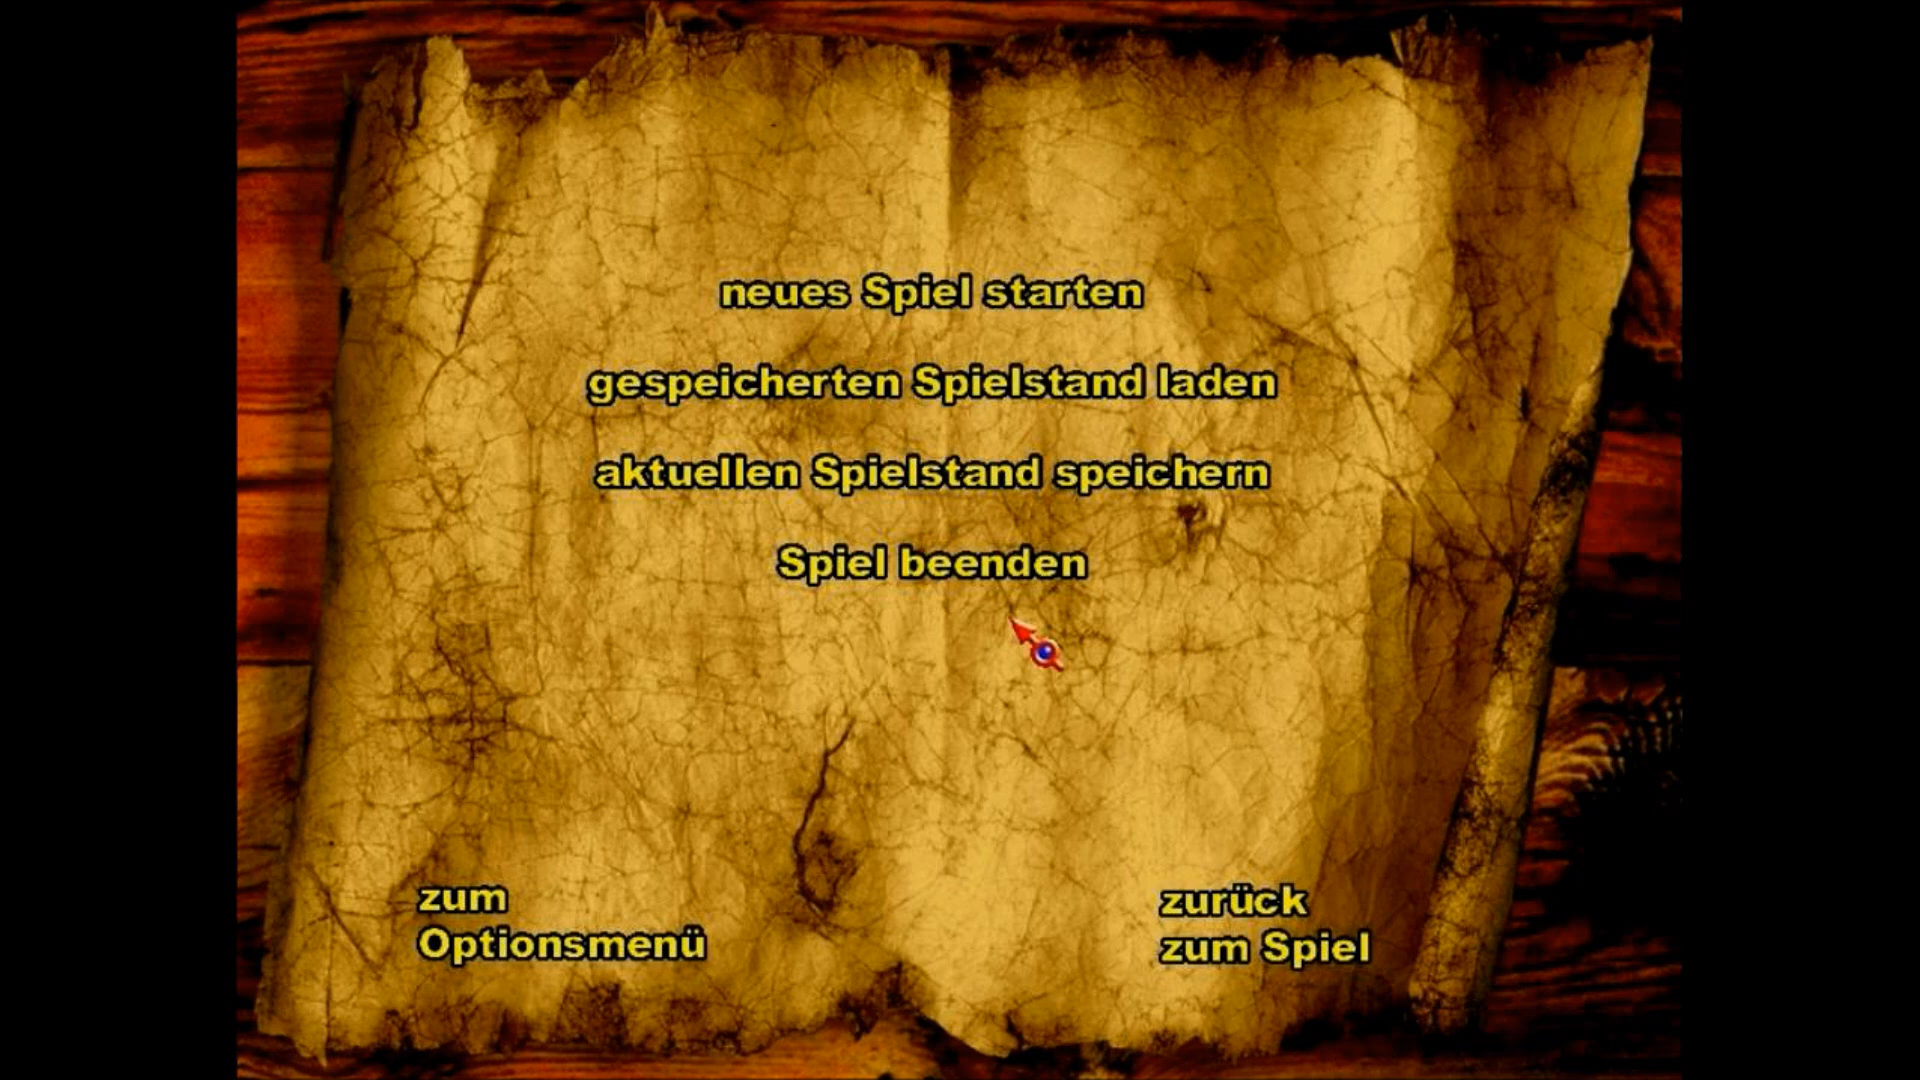 neues Spiel starten
gespeicherten Spielstand laden
aktuellen Spielstand speichern
Spiel beenden
zum
Optionsmenü
zurück
zum Spiel